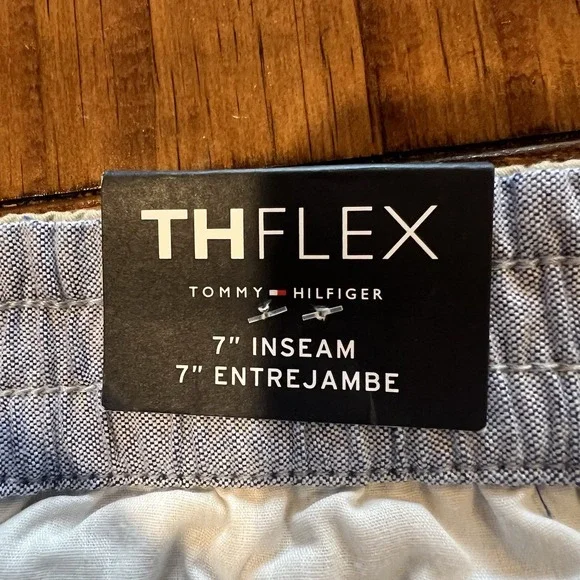 THFLEX
TOMMY HILFIGER
7" INSEAM
7" ENTREJAMBE